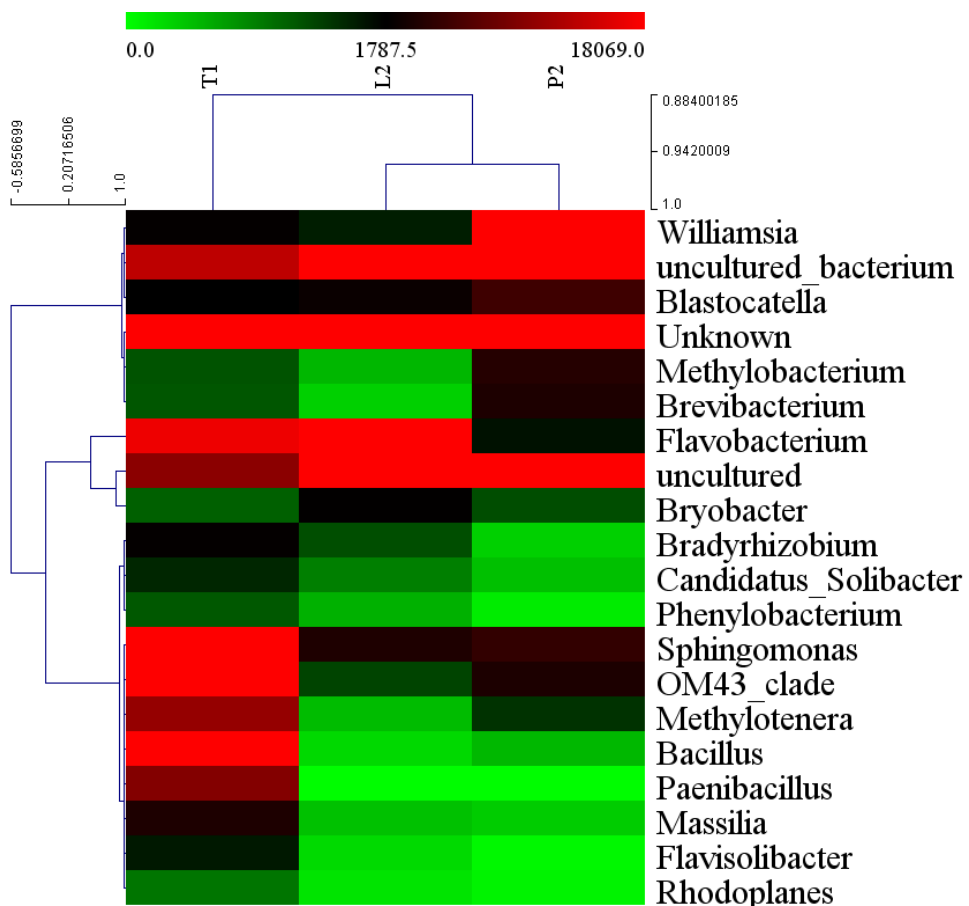 0.0 1787.5 18069.0
T1 L2 P2
0.88400185
0.9420009
1.0
-0.5856699
0.20716506
1.0
Williamsia
uncultured_bacterium
Blastocatella
Unknown
Methylobacterium
Brevibacterium
Flavobacterium
uncultured
Bryobacter
Bradyrhizobium
Candidatus_Solibacter
Phenylobacterium
Sphingomonas
OM43_clade
Methylotenera
Bacillus
Paenibacillus
Massilia
Flavisolibacter
Rhodoplanes